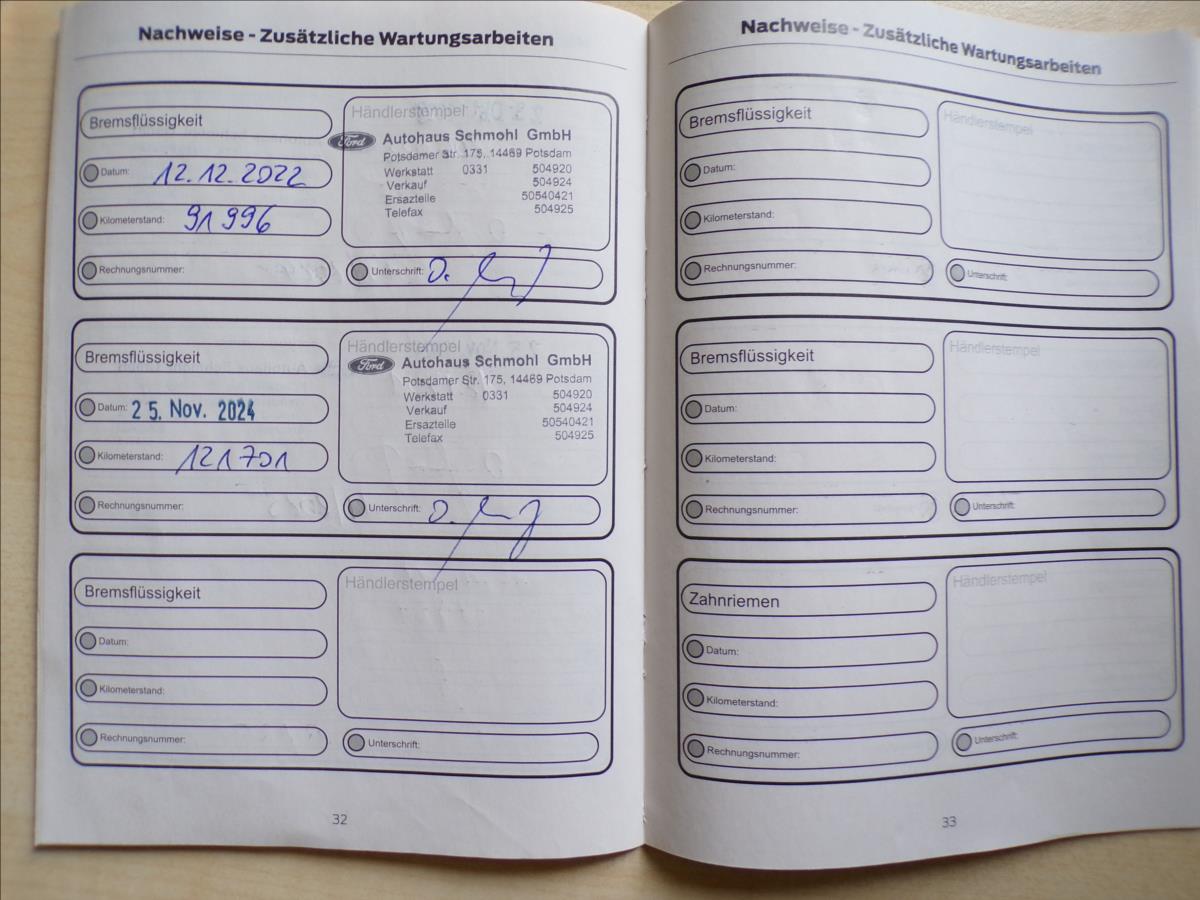 Nachweise - Zusätzliche Wartungsarbeiten
Bremsflüssigkeit
Datum: 12.12.2022
Kilometerstand: 91 996
Rechnungsnummer:
Händlerstempel
Ford Autohaus Schmohl GmbH
Potsdamer Str. 175, 14469 Potsdam
Werkstatt 0331 504920
Verkauf 504924
Ersatzteile 50540421
Telefax 504925
Unterschrift:
Bremsflüssigkeit
Datum: 25. Nov. 2024
Kilometerstand: 121701
Rechnungsnummer:
Händlerstempel
Ford Autohaus Schmohl GmbH
Potsdamer Str. 175, 14469 Potsdam
Werkstatt 0331 504920
Verkauf 504924
Ersatzteile 50540421
Telefax 504925
Unterschrift:
Bremsflüssigkeit
Datum:
Kilometerstand:
Rechnungsnummer:
Händlerstempel
Unterschrift:
32
Nachweise - Zusätzliche Wartungsarbeiten
Bremsflüssigkeit
Datum:
Kilometerstand:
Rechnungsnummer:
Händlerstempel
Unterschrift:
Bremsflüssigkeit
Datum:
Kilometerstand:
Rechnungsnummer:
Händlerstempel
Unterschrift:
Zahnriemen
Datum:
Kilometerstand:
Rechnungsnummer:
Händlerstempel
Unterschrift:
33